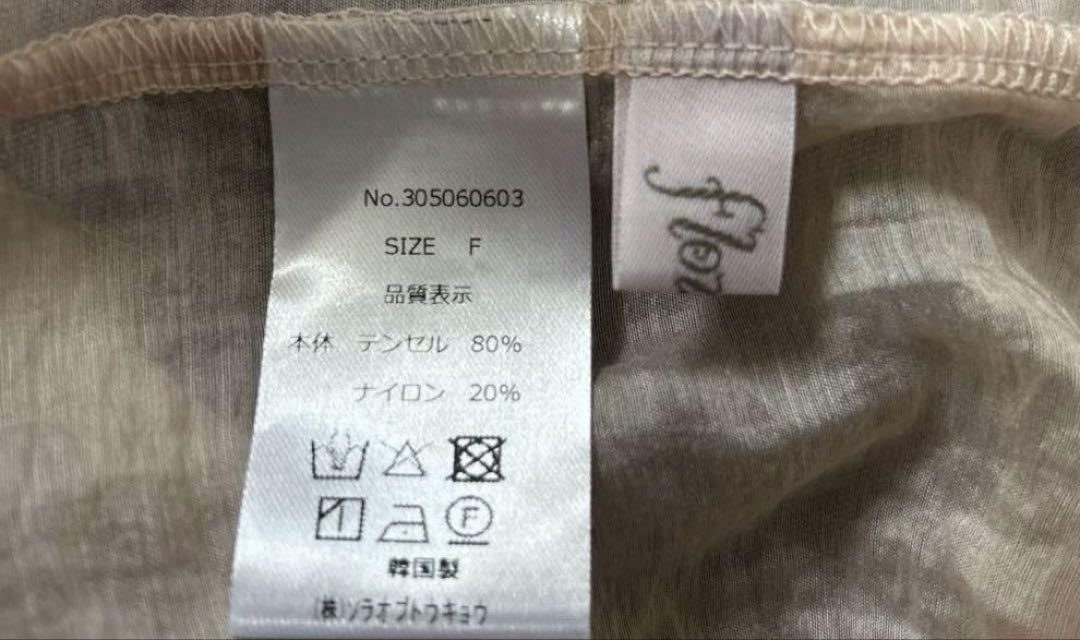 No.305060603
SIZE F
品質表示
本体 テンセル 80%
ナイロン 20%
F
韓国製
(株)ソラオブトウキョウ